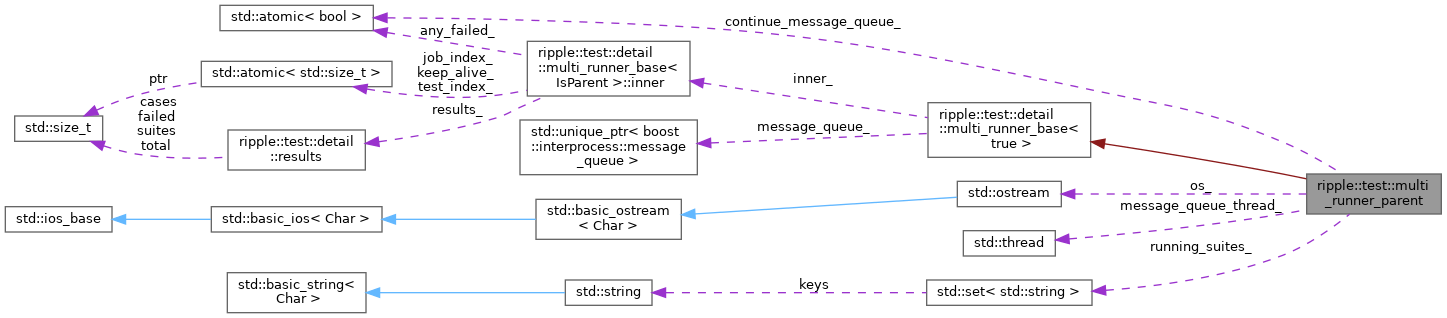 std::atomic< bool >
continue_message_queue_
any_failed_
ripple::test::detail
::multi_runner_base<
IsParent >::inner
job_index_
keep_alive_
test_index_
std::atomic< std::size_t >
ptr
inner_
cases
failed
suites
total
results_
std::size_t
ripple::test::detail
::results
std::unique_ptr< boost
::interprocess::message
_queue >
message_queue_
ripple::test::detail
::multi_runner_base<
true >
ripple::test::multi
_runner_parent
os_
std::ostream
message_queue_thread_
std::ios_base
std::basic_ios< Char >
std::basic_ostream
< Char >
std::thread
running_suites_
std::basic_string<
Char >
std::string
keys
std::set< std::string >